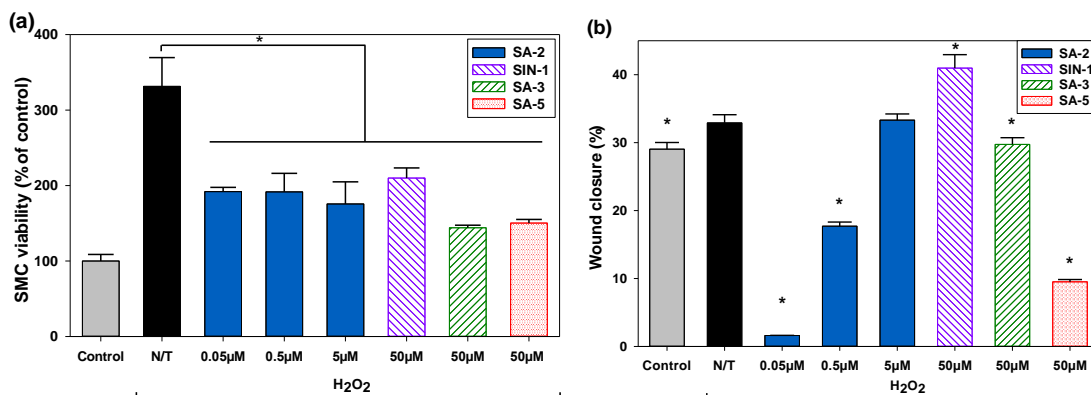 (a)
400
300
200
100
0
SMC viability (% of control)
*
SA-2
SIN-1
SA-3
SA-5
Control N/T 0.05µM 0.5µM 5µM 50µM 50µM 50µM
H₂O₂
(b)
40
30
20
10
0
Wound closure (%)
*
*
*
*
*
*
SA-2
SIN-1
SA-3
SA-5
Control N/T 0.05µM 0.5µM 5µM 50µM 50µM 50µM
H₂O₂